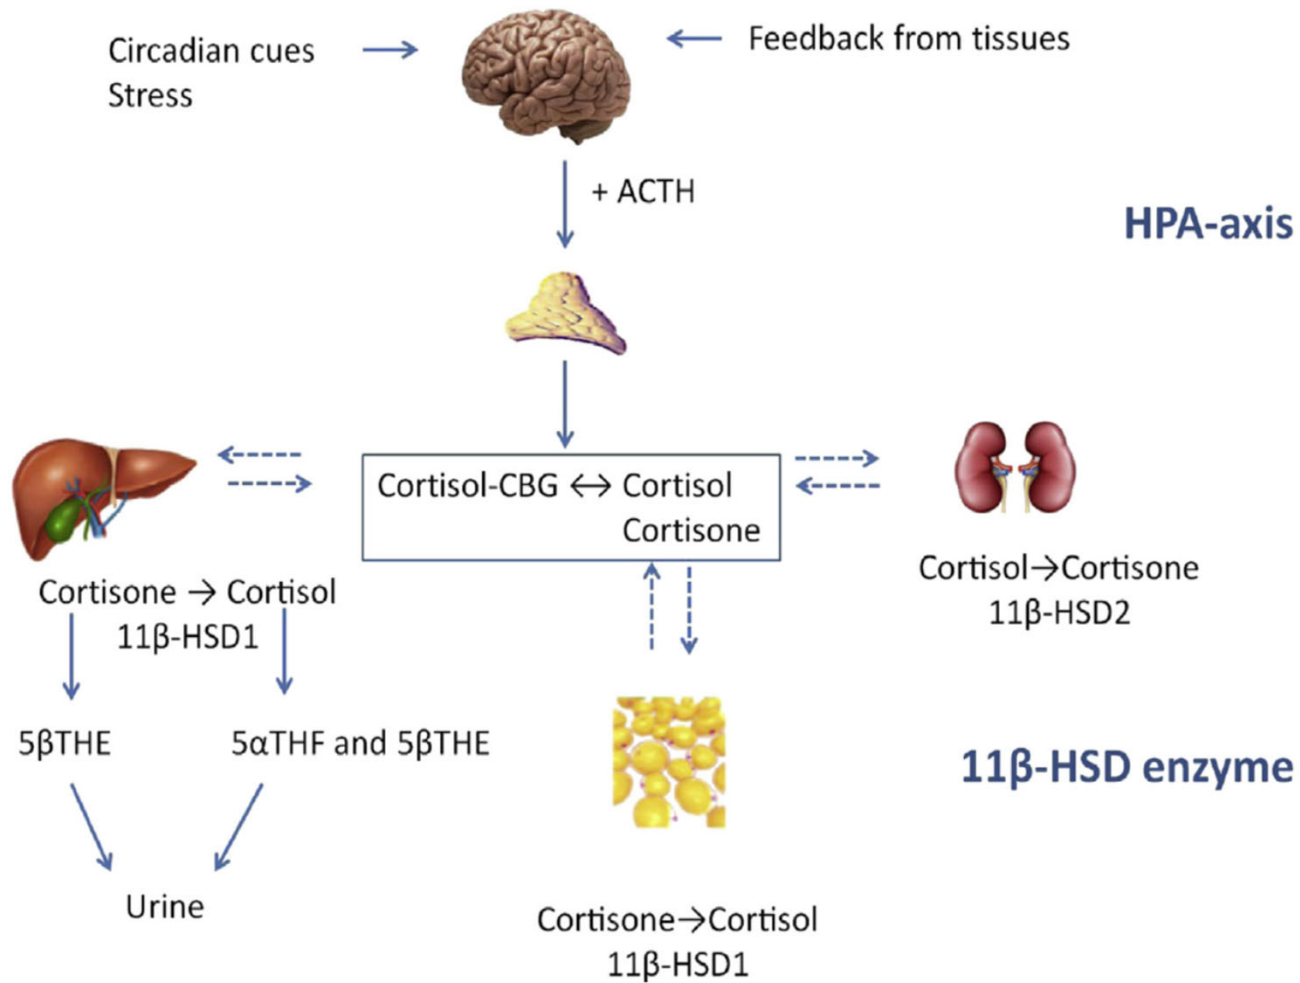 Circadian cues
Stress
Feedback from tissues
+ ACTH
HPA-axis
Cortisol-CBG ↔ Cortisol
Cortisone
Cortisone → Cortisol
11β-HSD1
Cortisol→Cortisone
11β-HSD2
5βTHE
5αTHF and 5βTHE
11β-HSD enzyme
Urine
Cortisone→Cortisol
11β-HSD1